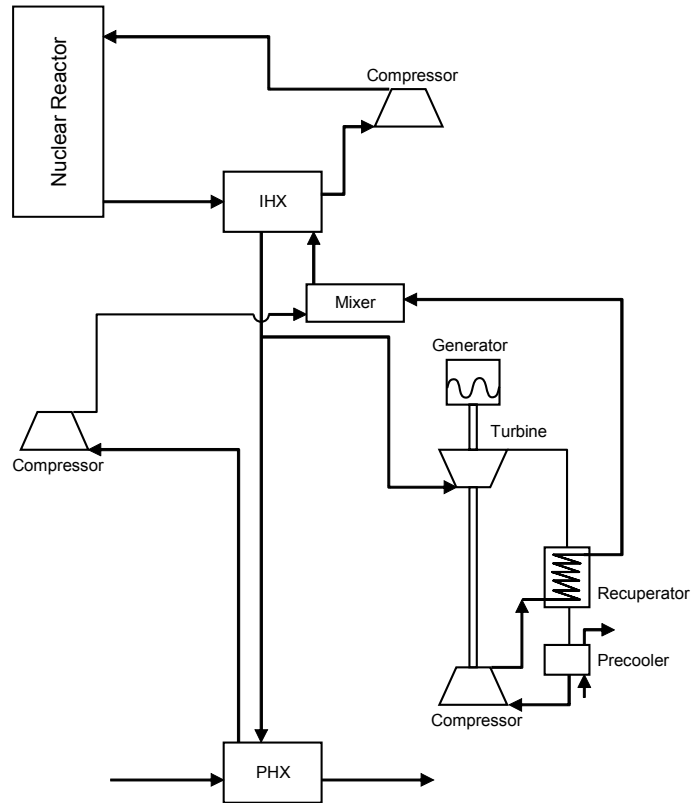 Nuclear Reactor
Compressor
IHX
Mixer
Generator
Turbine
Compressor
Recuperator
Precooler
Compressor
PHX